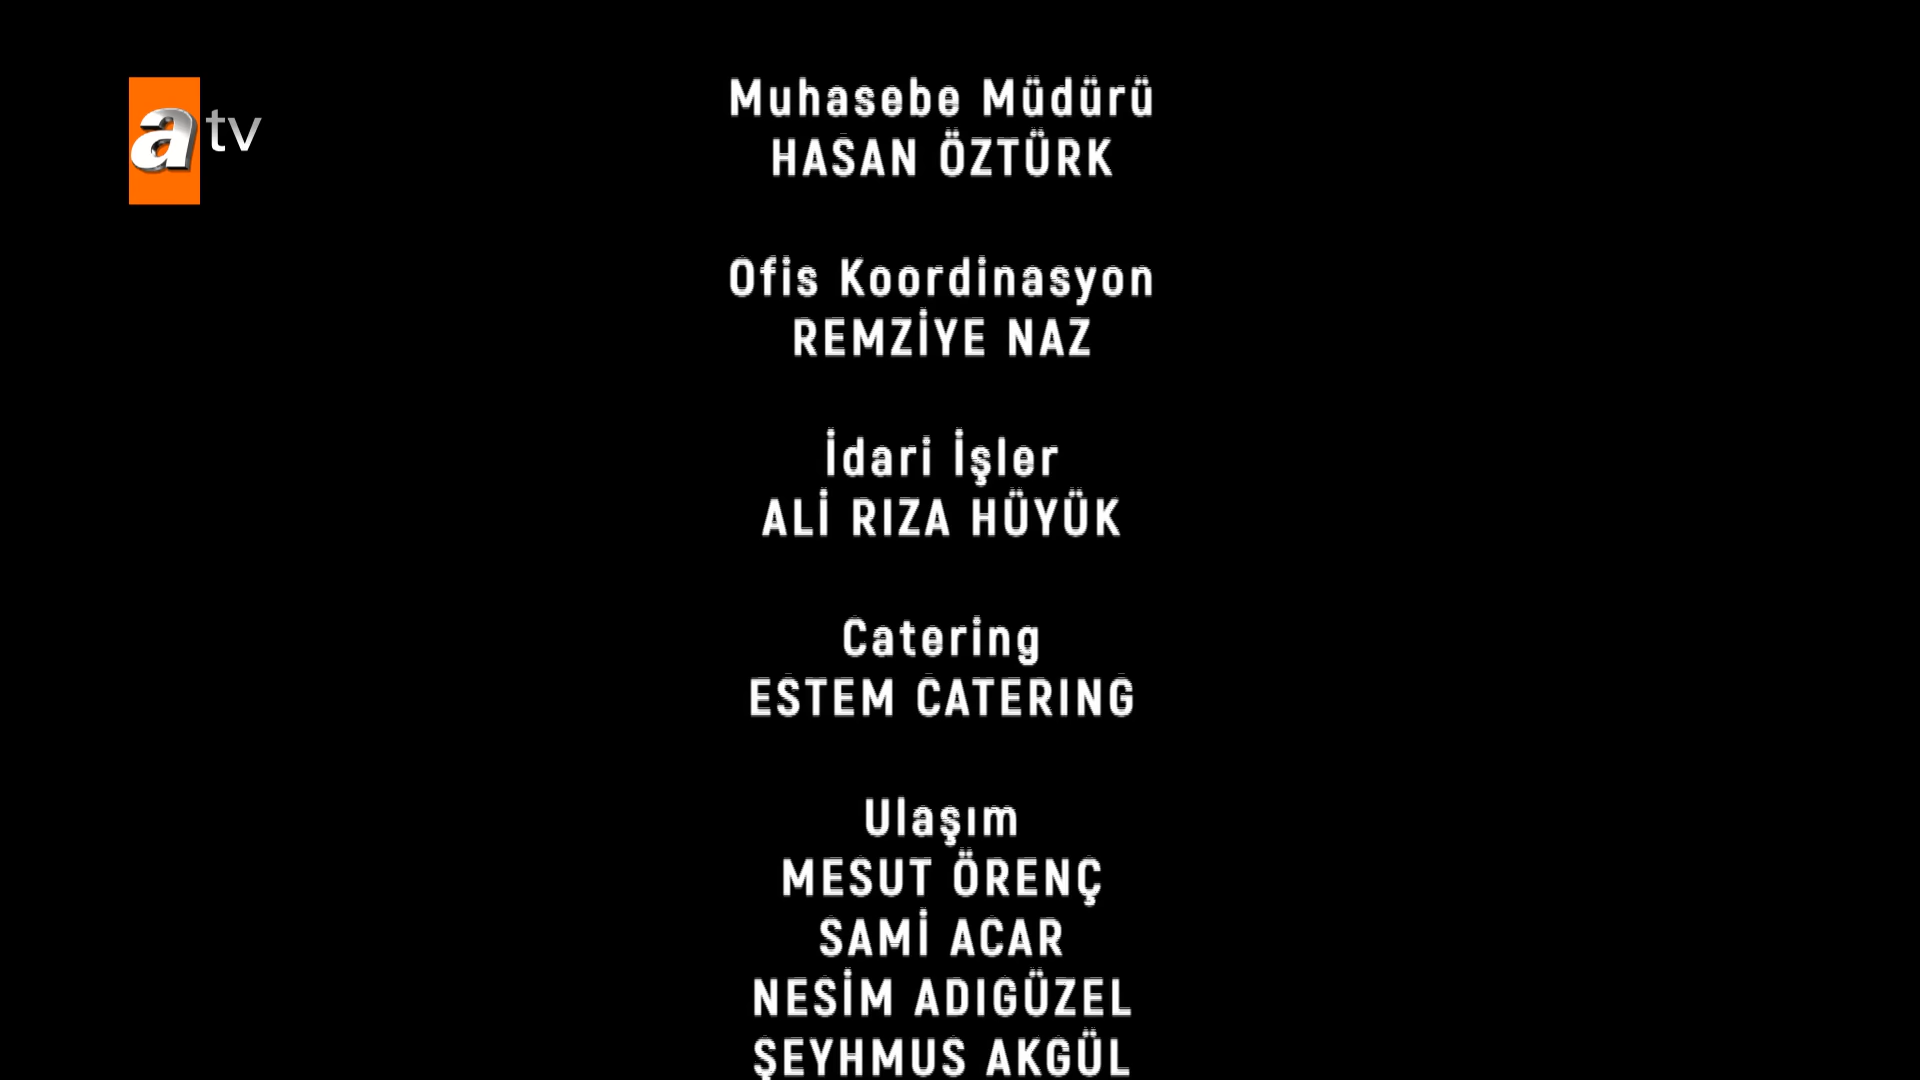 atv
Muhasebe Müdürü
HASAN ÖZTÜRK
Ofis Koordinasyon
REMZİYE NAZ
İdari İşler
ALİ RIZA HÜYÜK
Catering
ESTEM CATERING
Ulaşım
MESUT ÖRENÇ
SAMİ ACAR
NESİM ADIGÜZEL
ŞEYHMUS AKGÜL